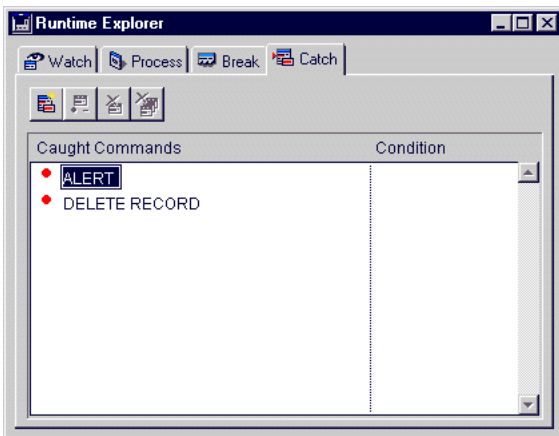 Runtime Explorer
Watch Process Break Catch
Caught Commands Condition
ALERT
DELETE RECORD